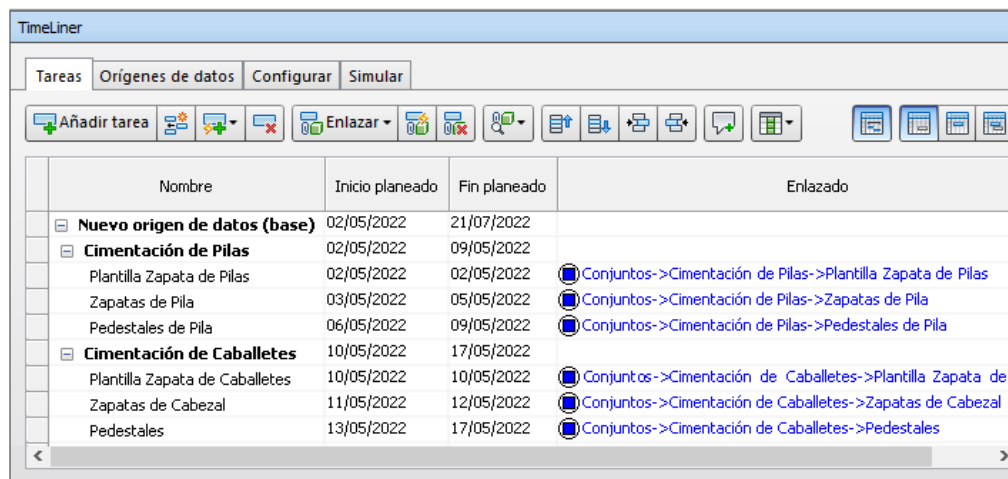 TimeLiner
Tareas Orígenes de datos Configurar Simular
Añadir tarea Enlazar
Nombre Inicio planeado Fin planeado Enlazado
Nuevo origen de datos (base) 02/05/2022 21/07/2022
Cimentación de Pilas 02/05/2022 09/05/2022
Plantilla Zapata de Pilas 02/05/2022 02/05/2022 Conjuntos->Cimentación de Pilas->Plantilla Zapata de Pilas
Zapatas de Pila 03/05/2022 05/05/2022 Conjuntos->Cimentación de Pilas->Zapatas de Pila
Pedestales de Pila 06/05/2022 09/05/2022 Conjuntos->Cimentación de Pilas->Pedestales de Pila
Cimentación de Caballetes 10/05/2022 17/05/2022
Plantilla Zapata de Caballetes 10/05/2022 10/05/2022 Conjuntos->Cimentación de Caballetes->Plantilla Zapata de
Zapatas de Cabezal 11/05/2022 12/05/2022 Conjuntos->Cimentación de Caballetes->Zapatas de Cabezal
Pedestales 13/05/2022 17/05/2022 Conjuntos->Cimentación de Caballetes->Pedestales